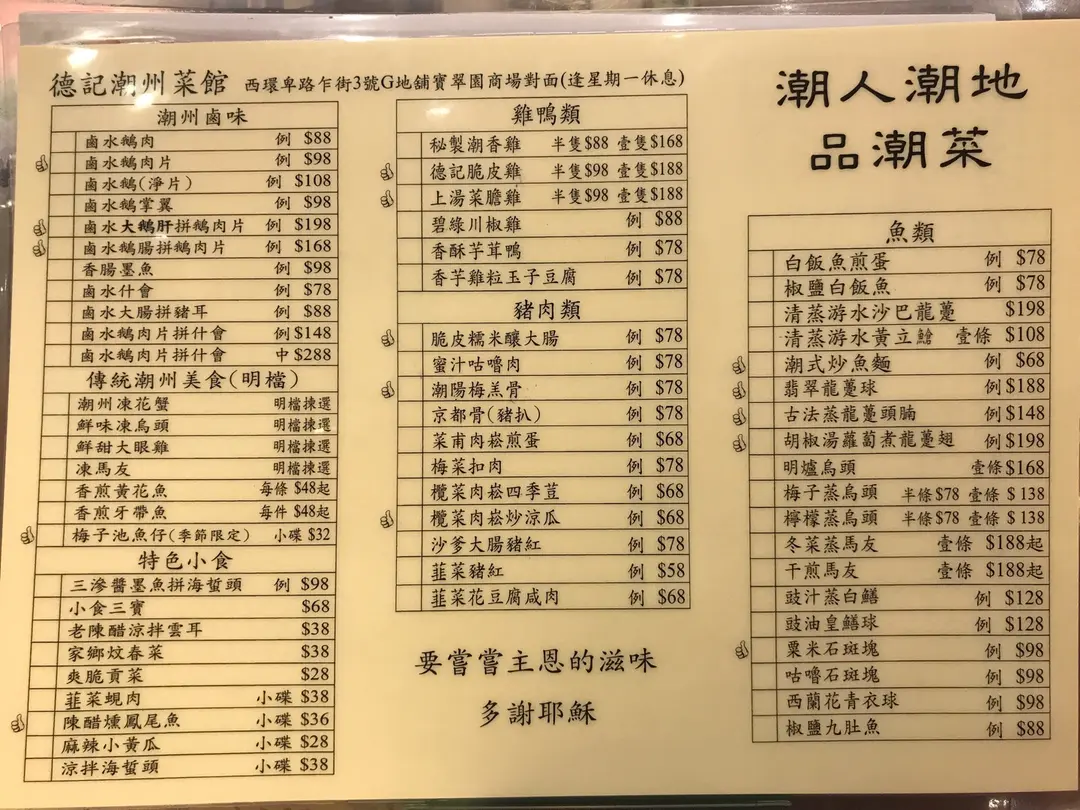 德記潮州菜館 西環卑路乍街3號G地舖寶翠園商場對面(逢星期一休息)
潮州鹵味
鹵水鵝肉 例 $88
鹵水鵝肉片 例 $98
鹵水鵝(淨片) 例 $108
鹵水鵝掌翼 例 $98
鹵水大鵝肝拼鵝肉片 例 $198
鹵水鵝腸拼鵝肉片 例 $168
香腸墨魚 例 $98
鹵水什會 例 $78
鹵水大腸拼豬耳 例 $88
鹵水鵝肉片拼什會 例 $148
鹵水鵝肉片拼什會 中 $288
傳統潮州美食(明檔)
潮州凍花蟹 明檔揀選
鮮味凍烏頭 明檔揀選
鮮甜大眼雞 明檔揀選
凍馬友 明檔揀選
香煎黃花魚 每條 $48起
香煎牙帶魚 每件 $48起
梅子池魚仔(季節限定) 小碟 $32
特色小食
三滲醬墨魚拼海蜇頭 例 $98
小食三寶 $68
老陳醋涼拌雲耳 $38
家鄉炆春菜 $38
爽脆貢菜 $28
韮菜蜆肉 小碟 $38
陳醋燻鳳尾魚 小碟 $36
麻辣小黃瓜 小碟 $28
涼拌海蜇頭 小碟 $38
雞鴨類
秘製潮香雞 半隻$88 壹隻$168
德記脆皮雞 半隻$98 壹隻$188
上湯菜膽雞 半隻$98 壹隻$188
碧綠川椒雞 例 $88
香酥芋茸鴨 例 $78
香芋雞粒玉子豆腐 例 $78
豬肉類
脆皮糯米釀大腸 例 $78
蜜汁咕嚕肉 例 $78
潮陽梅羔骨 例 $78
京都骨(豬扒) 例 $78
菜甫肉崧煎蛋 例 $68
梅菜扣肉 例 $78
欖菜肉崧四季荳 例 $68
欖菜肉崧炒涼瓜 例 $68
沙爹大腸豬紅 例 $78
韮菜豬紅 例 $58
韮菜花豆腐咸肉 例 $68
要嘗嘗主恩的滋味
多謝耶穌
潮人潮地
品潮菜
魚類
白飯魚煎蛋 例 $78
椒鹽白飯魚 例 $78
清蒸游水沙巴龍躉 $198
清蒸游水黃立鱠 壹條 $108
潮式炒魚麵 例 $68
翡翠龍躉球 例 $188
古法蒸龍躉頭腩 例 $148
胡椒湯蘿蔔煮龍躉翅 例 $198
明爐烏頭 壹條 $168
梅子蒸烏頭 半條$78 壹條 $138
檸檬蒸烏頭 半條$78 壹條 $138
冬菜蒸馬友 壹條 $188起
干煎馬友 壹條 $188起
豉汁蒸白鱔 例 $128
豉油皇鱔球 例 $128
粟米石斑塊 例 $98
咕嚕石斑塊 例 $98
西蘭花青衣球 例 $98
椒鹽九肚魚 例 $88